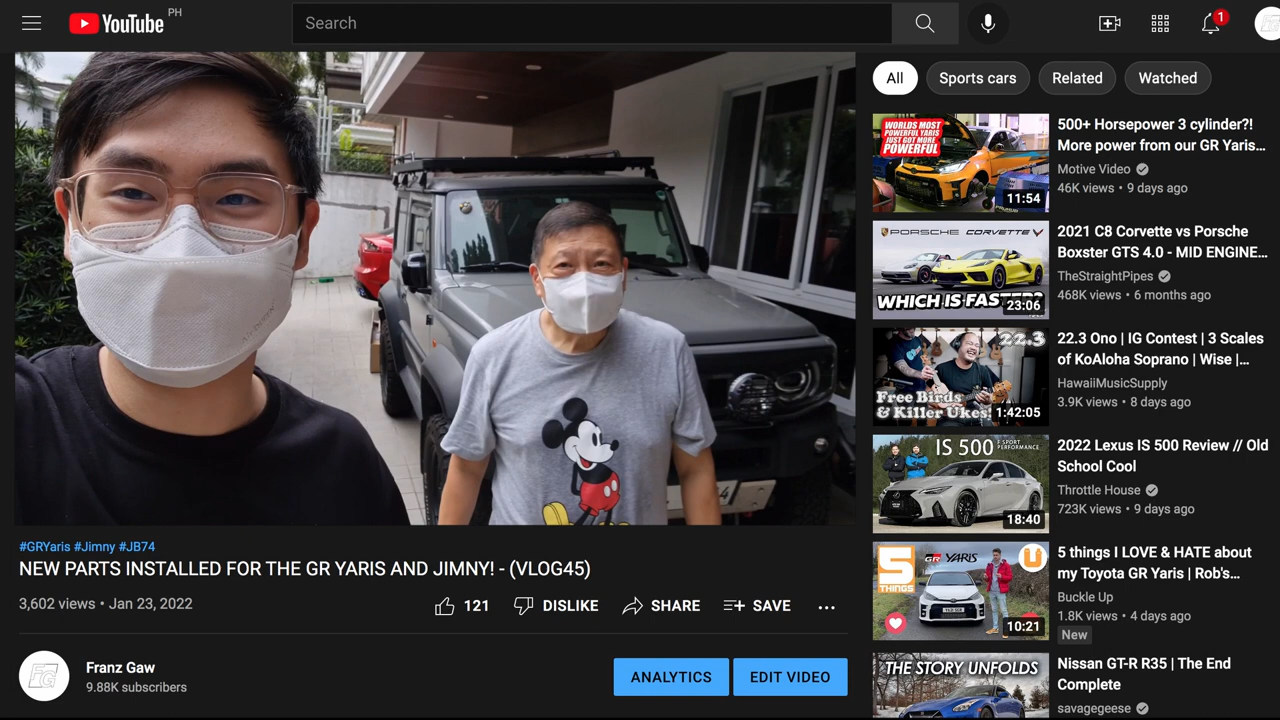 YouTube PH
Search
1
All
Sports cars
Related
Watched
WORLDS MOST
POWERFUL YARIS
JUST GOT MORE
POWERFUL
11:54
500+ Horsepower 3 cylinder?!
More power from our GR Yaris...
Motive Video
46K views • 9 days ago
PORSCHE CORVETTE
WHICH IS FASTER?
23:06
2021 C8 Corvette vs Porsche
Boxster GTS 4.0 - MID ENGINE...
TheStraightPipes
468K views • 6 months ago
22.3
Free Birds
& Killer Ukes!
1:42:05
22.3 Ono | IG Contest | 3 Scales
of KoAloha Soprano | Wise |...
HawaiiMusicSupply
3.9K views • 8 days ago
IS 500 F SPORT
PERFORMANCE
18:40
2022 Lexus IS 500 Review // Old
School Cool
Throttle House
723K views • 9 days ago
5
THINGS
GR YARIS
U
10:21
5 things I LOVE & HATE about
my Toyota GR Yaris | Rob's...
Buckle Up
1.8K views • 4 days ago
New
THE STORY UNFOLDS
Nissan GT-R R35 | The End
Complete
savagegeese
#GRYaris #Jimny #JB74
NEW PARTS INSTALLED FOR THE GR YARIS AND JIMNY! - (VLOG45)
3,602 views • Jan 23, 2022
121
DISLIKE
SHARE
SAVE
FG
Franz Gaw
9.88K subscribers
ANALYTICS
EDIT VIDEO